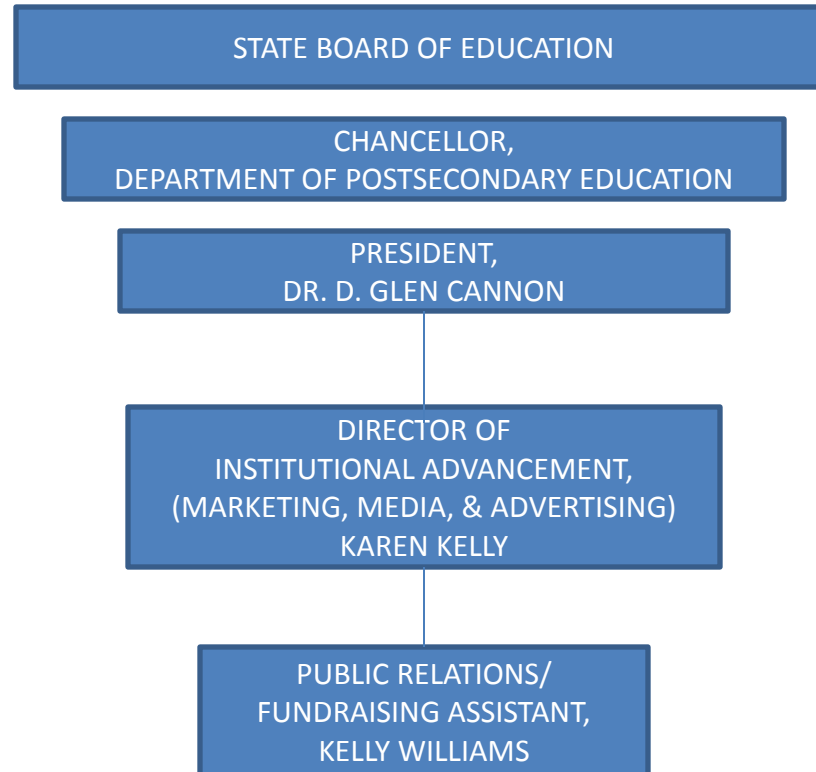 STATE BOARD OF EDUCATION
CHANCELLOR,
DEPARTMENT OF POSTSECONDARY EDUCATION
PRESIDENT,
DR. D. GLEN CANNON
DIRECTOR OF
INSTITUTIONAL ADVANCEMENT,
(MARKETING, MEDIA, & ADVERTISING)
KAREN KELLY
PUBLIC RELATIONS/
FUNDRAISING ASSISTANT,
KELLY WILLIAMS